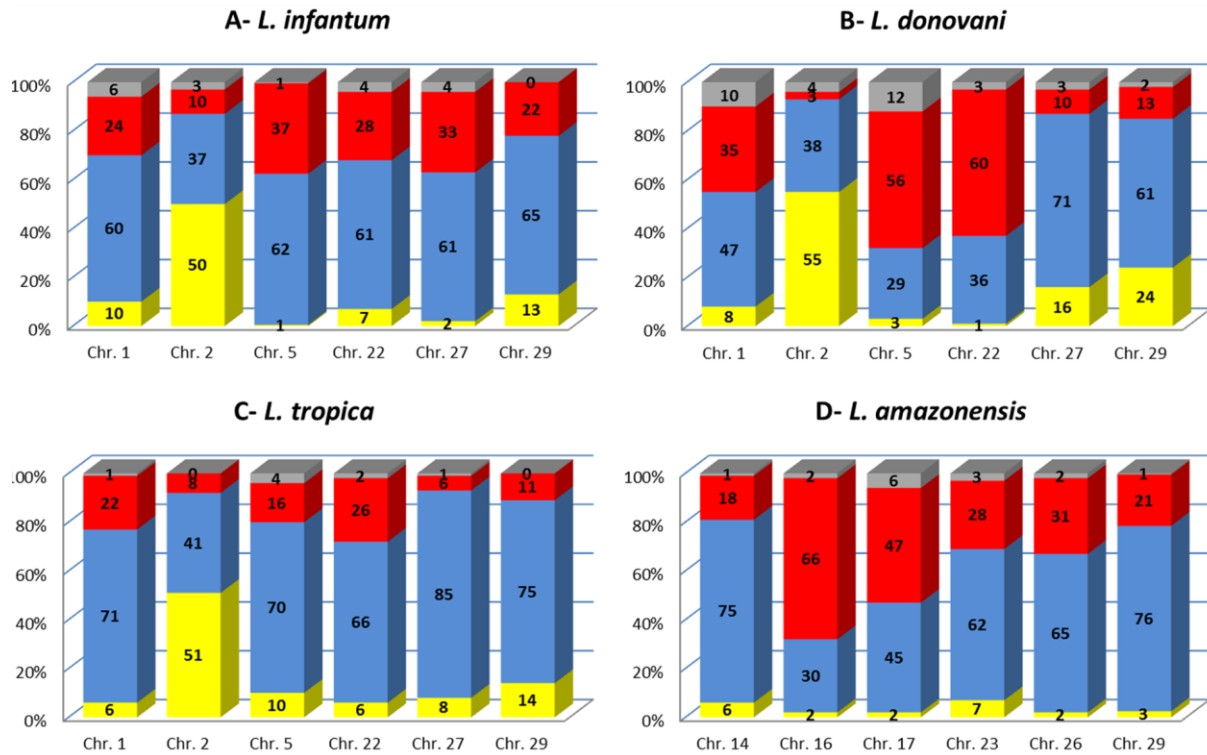 A- L. infantum
100%
80%
60%
40%
20%
0%
6 3 1 4 4 0
24 10 37 28 33 22
60 37 62 61 61 65
10 50 1 7 2 13
Chr. 1 Chr. 2 Chr. 5 Chr. 22 Chr. 27 Chr. 29
B- L. donovani
100%
80%
60%
40%
20%
0%
10 4 12 3 3 2
35 3 56 60 10 13
47 38 29 36 71 61
8 55 3 1 16 24
Chr. 1 Chr. 2 Chr. 5 Chr. 22 Chr. 27 Chr. 29
C- L. tropica
100%
80%
60%
40%
20%
0%
1 0 4 2 1 0
22 8 16 26 6 11
71 41 70 66 85 75
6 51 10 6 8 14
Chr. 1 Chr. 2 Chr. 5 Chr. 22 Chr. 27 Chr. 29
D- L. amazonensis
100%
80%
60%
40%
20%
0%
1 2 6 3 2 1
18 66 47 28 31 21
75 30 45 62 65 76
6 2 2 7 2 3
Chr. 14 Chr. 16 Chr. 17 Chr. 23 Chr. 26 Chr. 29